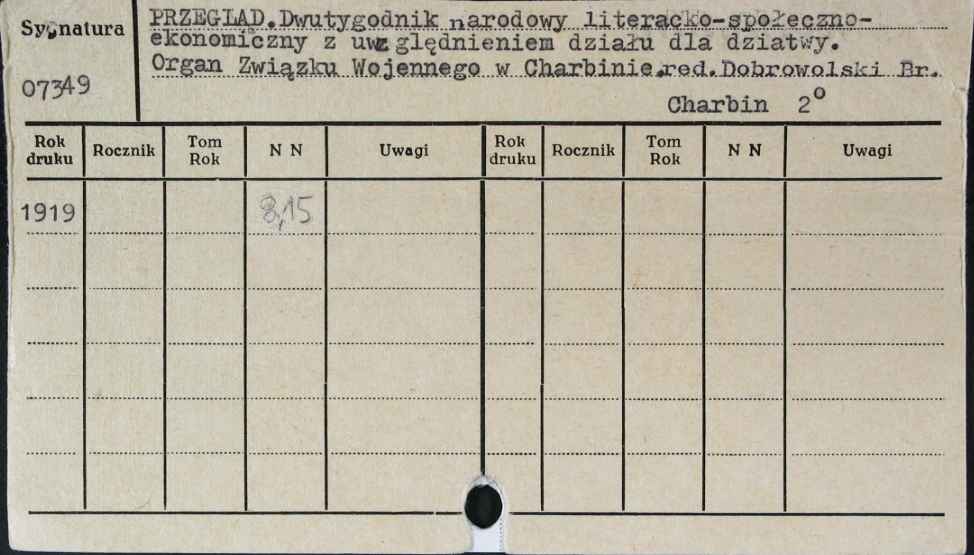 Sygnatura
07349
PRZEGLAD.Dwutygodnik narodowy literacko-społeczno-
ekonomiczny z uwzględnieniem działu dla dziatwy.
Organ Związku Wojennego w Charbinie.red.Dobrowolski Br.
Charbin 2⁰
Rok druku Rocznik Tom Rok N N Uwagi Rok druku Rocznik Tom Rok N N Uwagi
1919 8,15